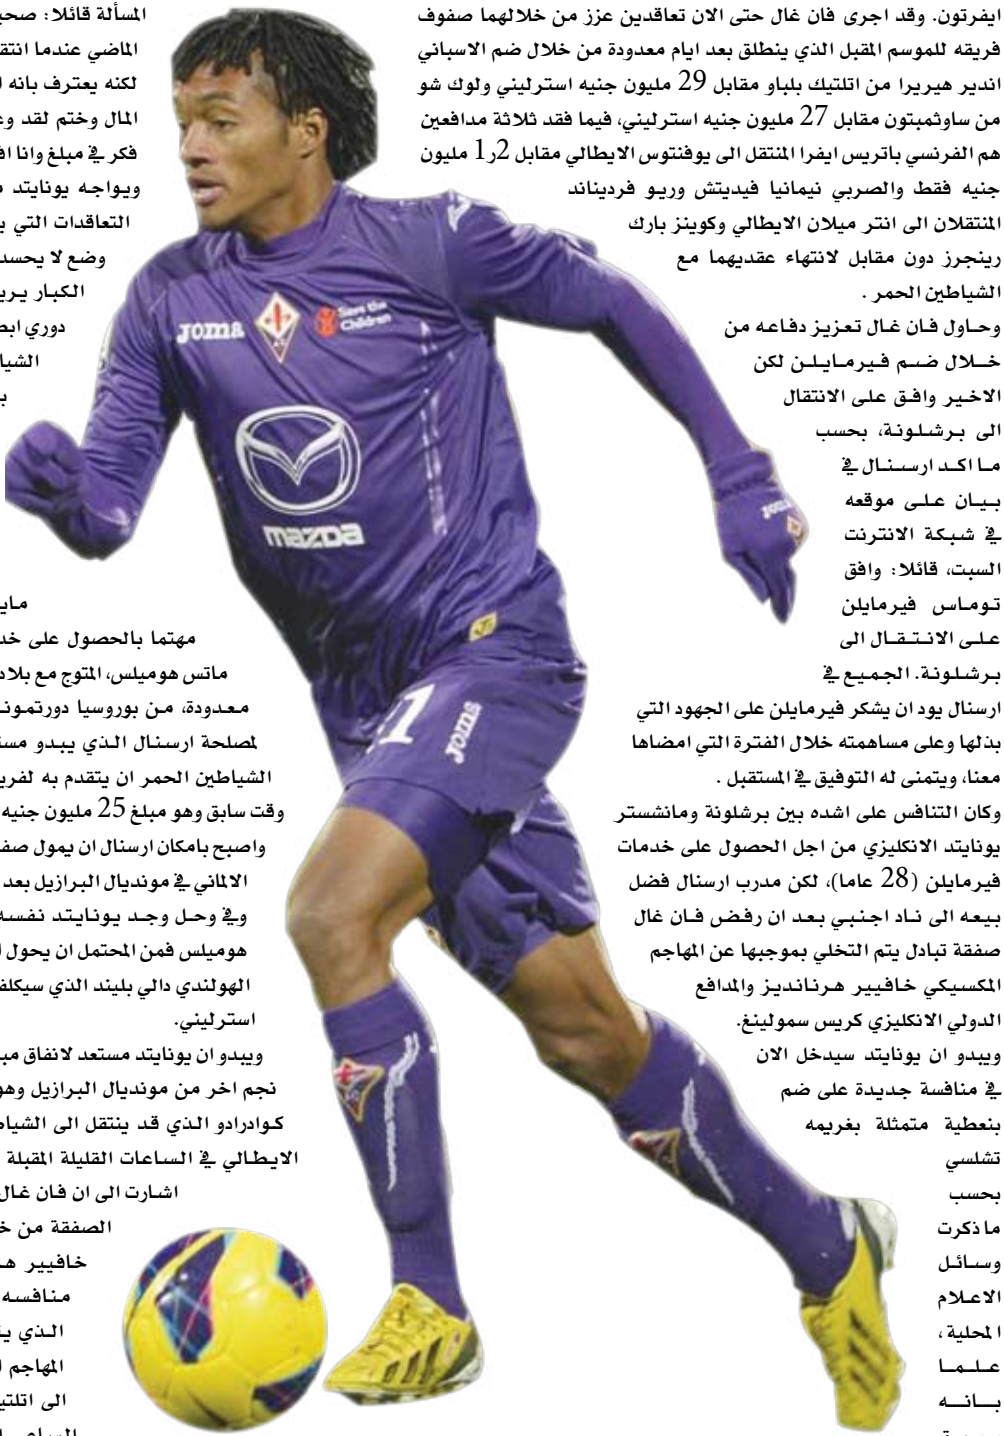 ايفرتون. وقد اجرى فان غال حتى الان تعاقدين عزز من خلالهما صفوف
فريقه للموسم المقبل الذي ينطلق بعد ايام معدودة من خلال ضم الاسباني
اندير هيريرا من اتلتيك بلباو مقابل 29 مليون جنيه استرليني ولوك شو
من ساوثمبتون مقابل 27 مليون جنيه استرليني، فيما فقد ثلاثة مدافعين
هم الفرنسي باتريس ايفرا المنتقل الى يوفنتوس الايطالي مقابل 2ر1 مليون
جنيه فقط والصربي نيمانيا فيديتش وريو فرديناند
المنتقلان الى انتر ميلان الايطالي وكوينز بارك
رينجرز دون مقابل لانتهاء عقديهما مع
الشياطين الحمر .
وحاول فان غال تعزيز دفاعه من
خلال ضم فيرمايلن لكن
الاخير وافق على الانتقال
الى برشلونة، بحسب
ما اكد ارسنال في
بيان على موقعه
في شبكة الانترنت
السبت، قائلا: وافق
توماس فيرمايلن
على الانتقال الى
برشلونة. الجميع في
ارسنال يود ان يشكر فيرمايلن على الجهود التي
بذلها وعلى مساهمته خلال الفترة التي امضاها
معنا، ويتمنى له التوفيق في المستقبل .
وكان التنافس على اشده بين برشلونة ومانشستر
يونايتد الانكليزي من اجل الحصول على خدمات
فيرمايلن (28 عاما)، لكن مدرب ارسنال فضل
بيعه الى ناد اجنبي بعد ان رفض فان غال
صفقة تبادل يتم التخلي بموجبها عن المهاجم
المكسيكي خافيير هرنانديز والمدافع
الدولي الانكليزي كريس سمولينغ.
ويبدو ان يونايتد سيدخل الان
في منافسة جديدة على ضم
بنعطية متمثلة بغريمه
تشلسي
بحسب
ما ذكرت
وسائل
الاعلام
المحلية،
علما
بانه
المسألة قائلا:
الماضي عندما
لكنه يعترف بانه
المال وختم لقد
فكر في مبلغ وانا
ويواجه يونايتد
التعاقدات التي
وضع لا يحسد
الكبار
دوري
مهتما بالحصول على
ماتس هوميلس، المتوج مع
معدودة، من بوروسيا
لمصلحة ارسنال الذي يبدو
الشياطين الحمر ان يتقدم به
وقت سابق وهو مبلغ 25 مليون جنيه
واصبح بامكان ارسنال ان يمول
الالماني في مونديال البرازيل بعد
وفي وحل وجد يونايتد نفسه
هوميلس فمن المحتمل ان يحول
الهولندي دالي بليند الذي
استرليني.
ويبدو ان يونايتد مستعد لانفاق
نجم اخر من مونديال البرازيل
كوادرادو الذي قد ينتقل الى
الايطالي في الساعات القليلة المقبلة
اشارت الى ان فان غال
الصفقة من
خافيير
منافسه
الذي
المهاجم
الى
joma
Save the Children
mazda
joma
joma